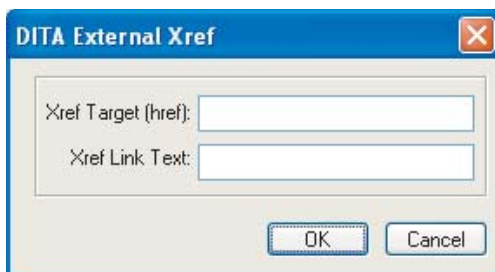 DITA External Xref
Xref Target (href):
Xref Link Text:
OK Cancel